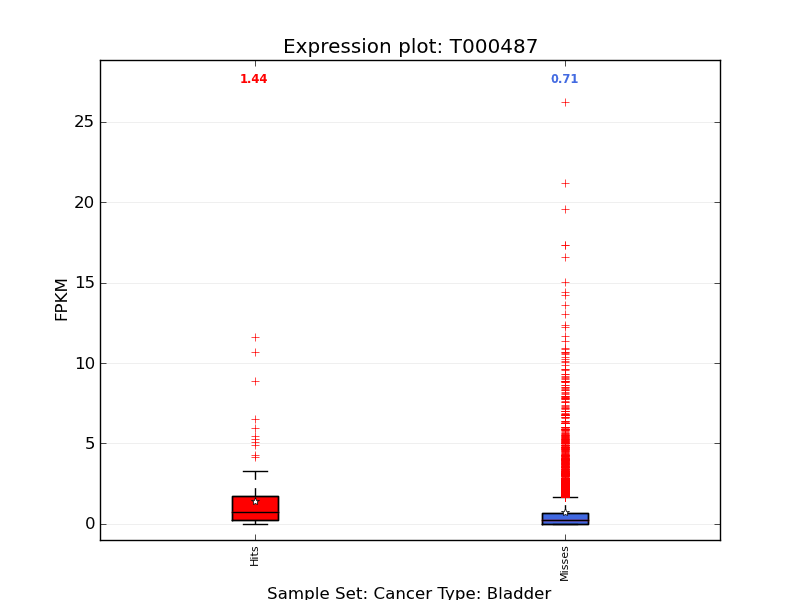 Expression plot: T000487
1.44
0.71
25
20
15
10
5
0
FPKM
Hits
Misses
Sample Set: Cancer Type: Bladder